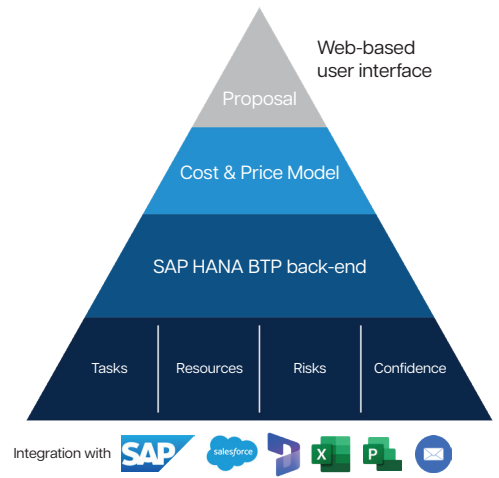 Web-based
user interface
Proposal
Cost & Price Model
SAP HANA BTP back-end
Tasks
Resources
Risks
Confidence
Integration with
SAP
salesforce
X
P